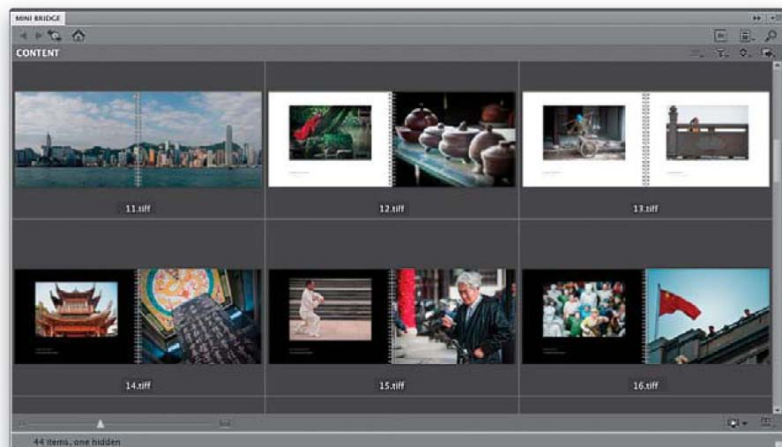 MINI BRIDGE
CONTENT
11.tiff
12.tiff
13.tiff
14.tiff
15.tiff
16.tiff
44 items, one hidden